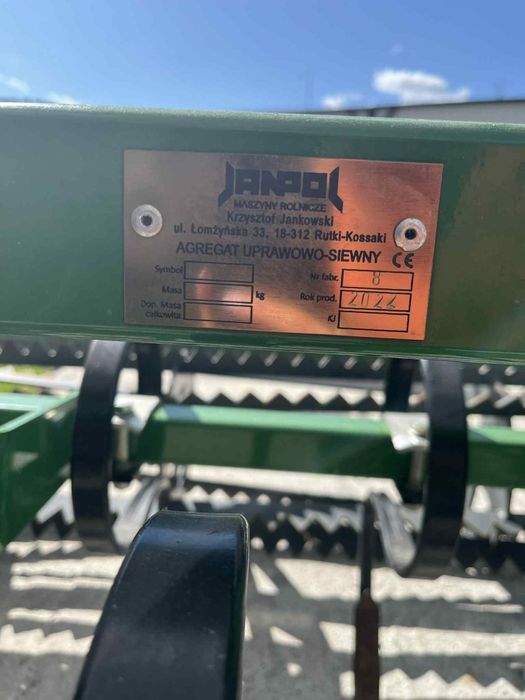 JANPOL
MASZYNY ROLNICZE
Krzysztof Jankowski
ul. Łomżyńska 33, 18-312 Rutki-Kossaki
AGREGAT UPRAWOWO-SIEWNY CE
Symbol
Nr fabr. 8
Masa kg
Rok prod. 2022
Dop. Masa
całkowita
KJ